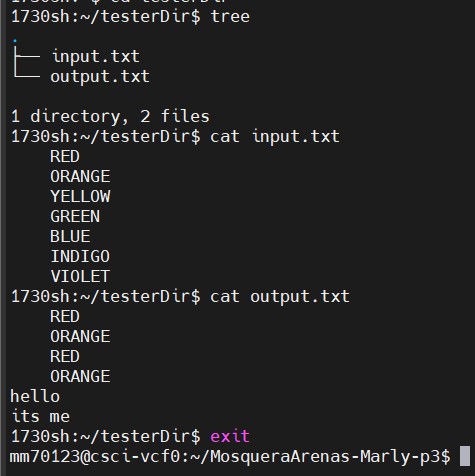 1730sh:~/testerDir$ tree
.
├── input.txt
└── output.txt
1 directory, 2 files
1730sh:~/testerDir$ cat input.txt
RED
ORANGE
YELLOW
GREEN
BLUE
INDIGO
VIOLET
1730sh:~/testerDir$ cat output.txt
RED
ORANGE
RED
ORANGE
hello
its me
1730sh:~/testerDir$ exit
mm70123@csci-vcf0:~/MosqueraArenas-Marly-p3$